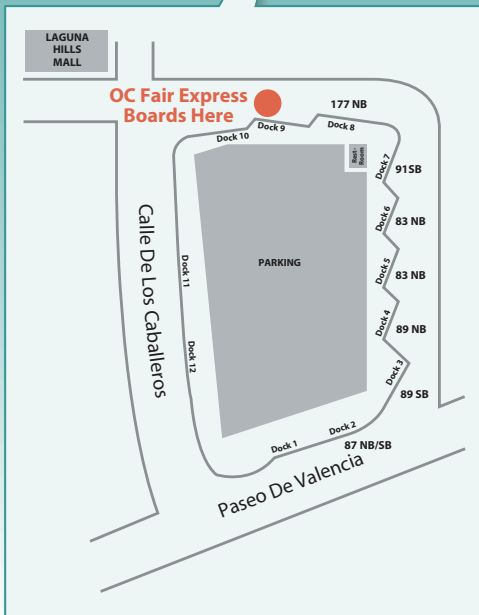 LAGUNA
HILLS
MALL
OC Fair Express
Boards Here
177 NB
Dock 10
Dock 9
Dock 8
Rest-
Room
Dock 7
91SB
Dock 6
83 NB
Calle De Los Caballeros
Dock 11
PARKING
Dock 5
83 NB
Dock 4
89 NB
Dock 12
Dock 3
89 SB
Dock 2
Dock 1
87 NB/SB
Paseo De Valencia